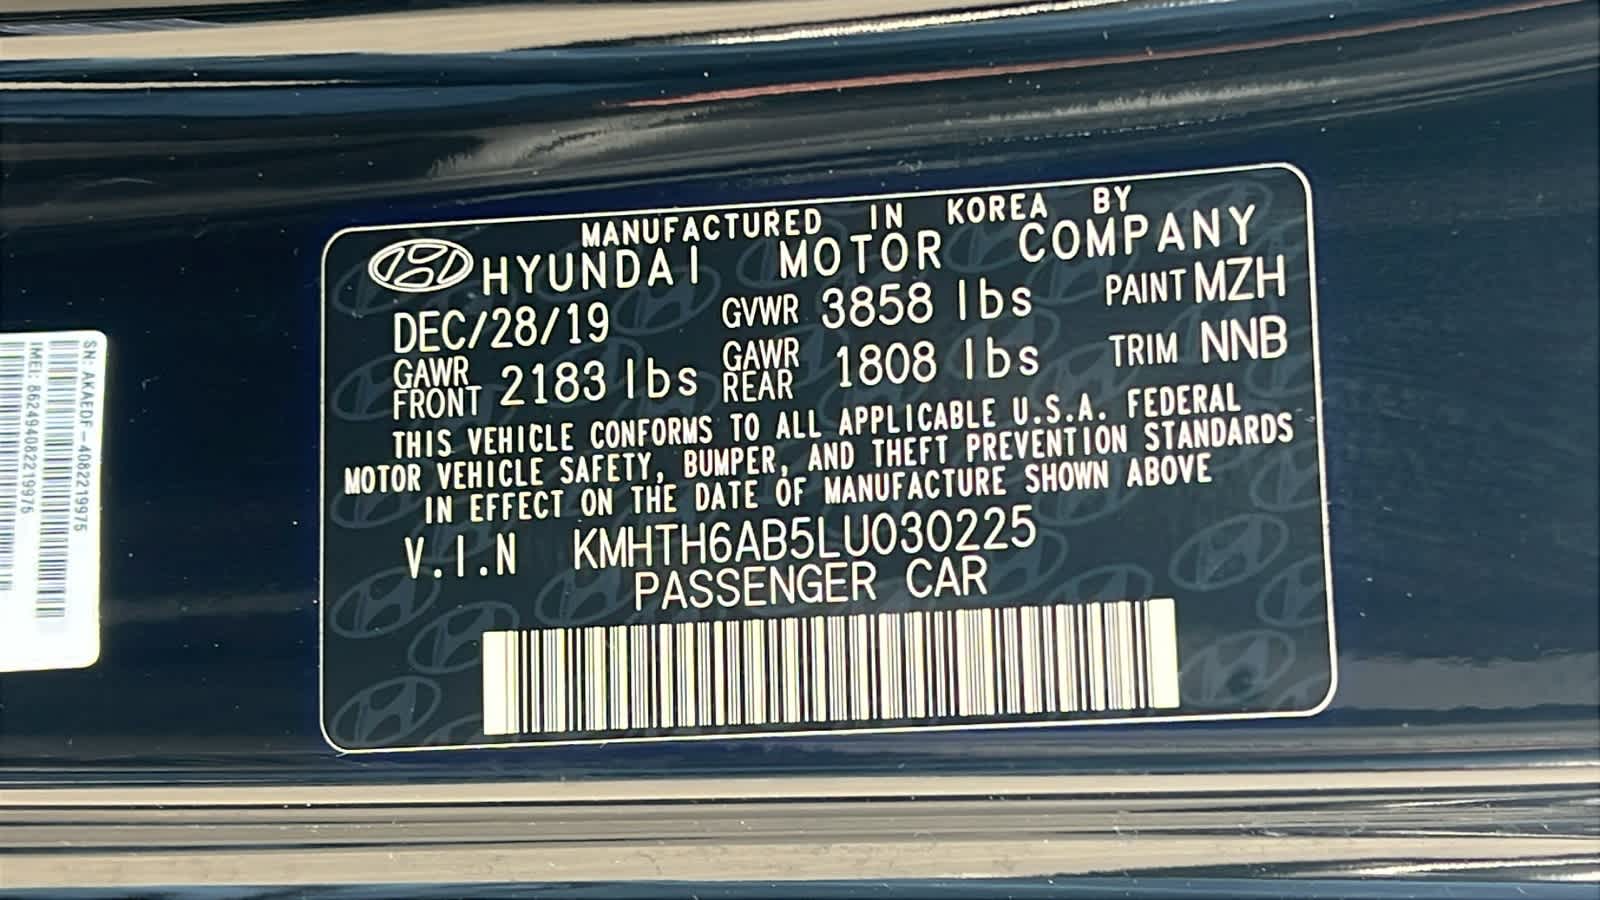 MANUFACTURED IN KOREA BY
HYUNDAI MOTOR COMPANY
DEC/28/19 GVWR 3858 lbs PAINT MZH
GAWR FRONT 2183 lbs GAWR REAR 1808 lbs TRIM NNB
THIS VEHICLE CONFORMS TO ALL APPLICABLE U.S.A. FEDERAL
MOTOR VEHICLE SAFETY, BUMPER, AND THEFT PREVENTION STANDARDS
IN EFFECT ON THE DATE OF MANUFACTURE SHOWN ABOVE
V.I.N KMHTH6AB5LU030225
PASSENGER CAR
SN: AKAEDF-4082219975
IMEI: 862494082219975